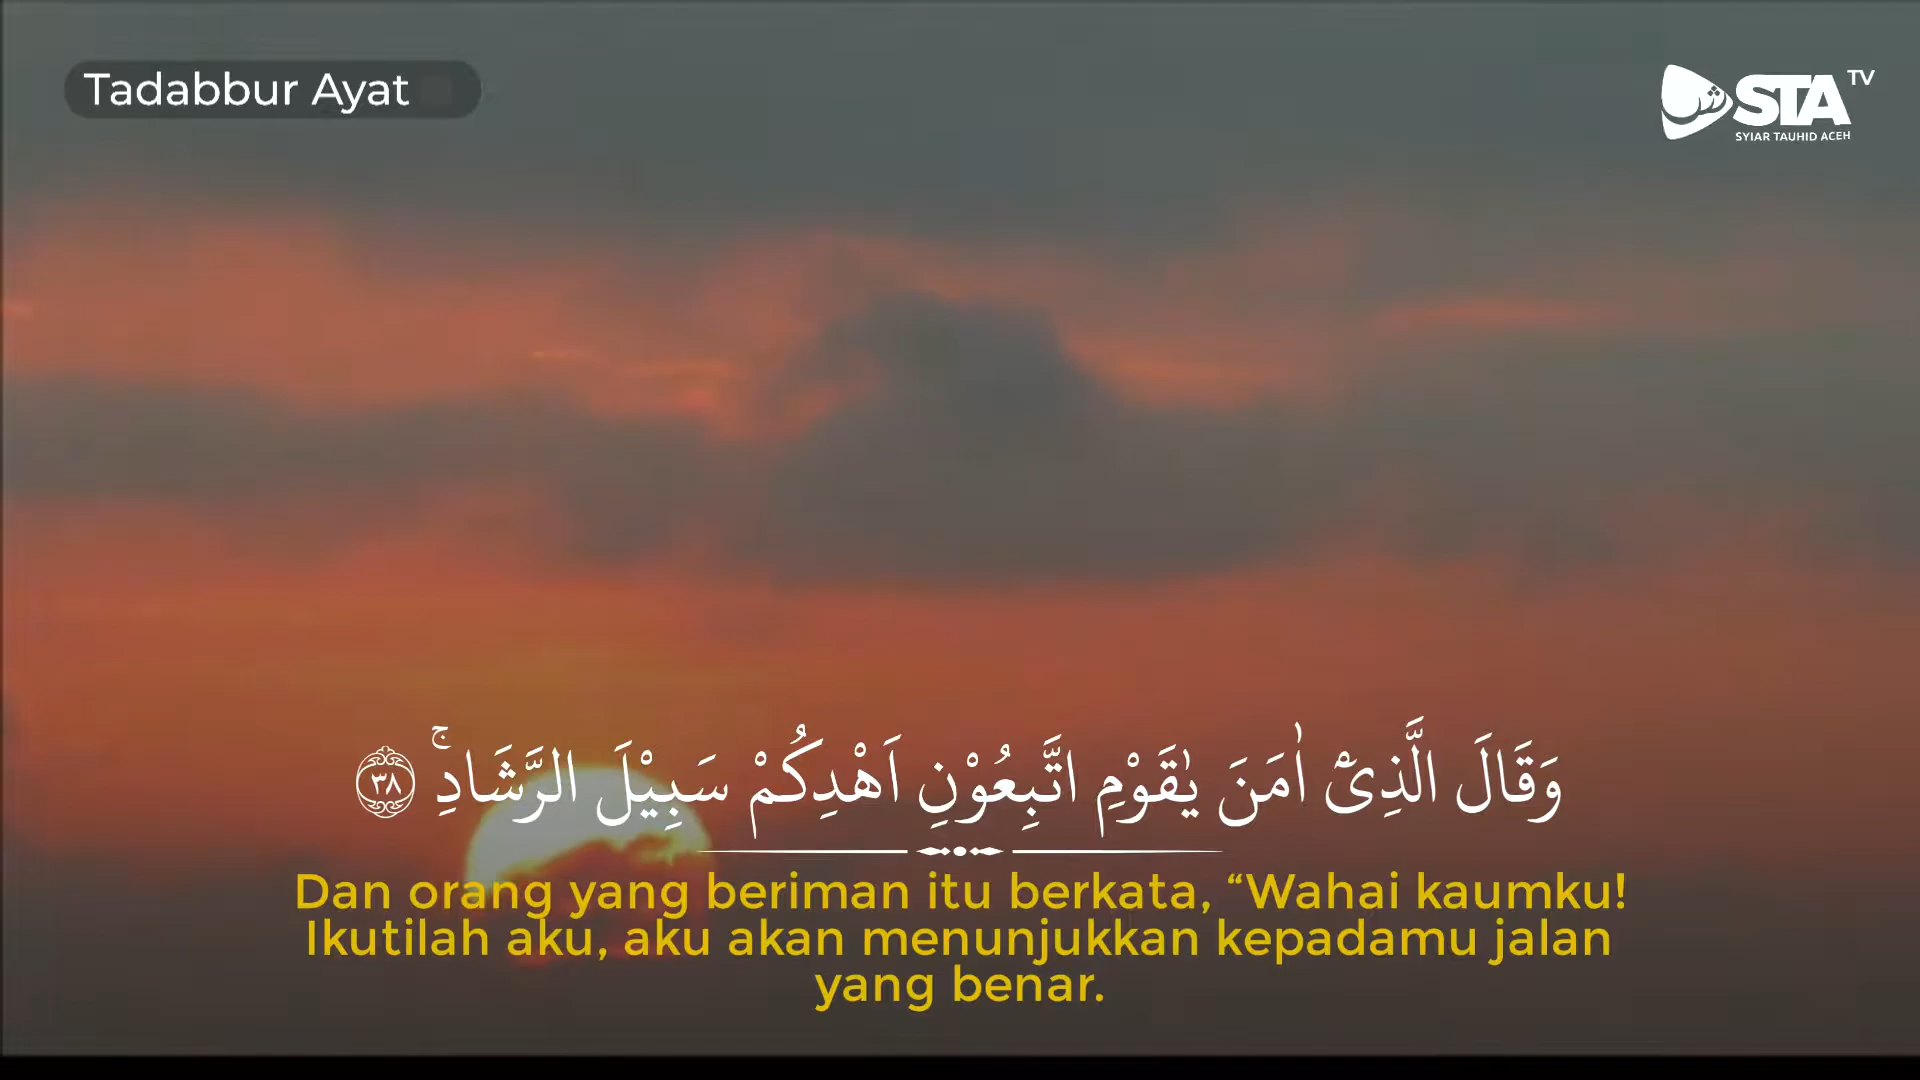 Tadabbur Ayat
STA TV
SYIAR TAUHID ACEH
وَقَالَ الَّذِيْٓ اٰمَنَ يٰقَوْمِ اتَّبِعُوْنِ اَهْدِكُمْ سَبِيْلَ الرَّشَادِۚ ٣٨
Dan orang yang beriman itu berkata, “Wahai kaumku!
Ikutilah aku, aku akan menunjukkan kepadamu jalan
yang benar.